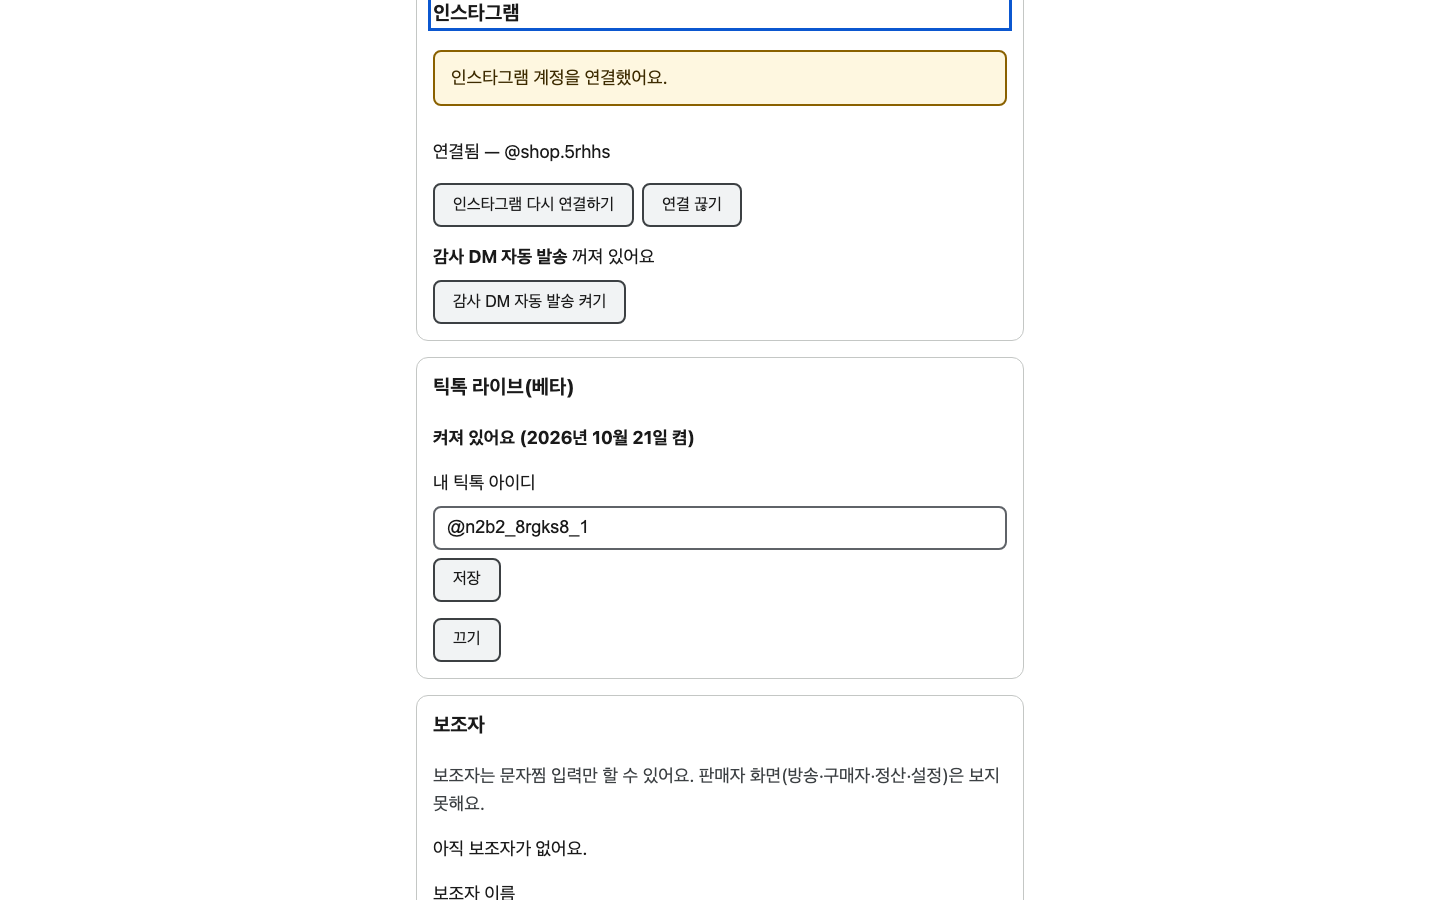 인스타그램
인스타그램 계정을 연결했어요.
연결됨 — @shop.5rhhs
인스타그램 다시 연결하기
연결 끊기
감사 DM 자동 발송 꺼져 있어요
감사 DM 자동 발송 켜기
틱톡 라이브(베타)
켜져 있어요 (2026년 10월 21일 켬)
내 틱톡 아이디
@n2b2_8rgks8_1
저장
끄기
보조자
보조자는 문자찜 입력만 할 수 있어요. 판매자 화면(방송·구매자·정산·설정)은 보지
못해요.
아직 보조자가 없어요.
보조자 이름